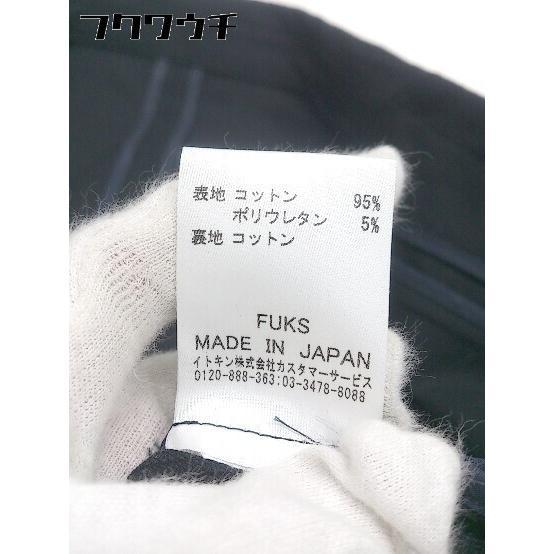 フクワウチ
表地 コットン 95%
ポリウレタン 5%
裏地 コットン
FUKS
MADE IN JAPAN
イトキン株式会社カスタマーサービス
0120-888-363:03-3478-8088